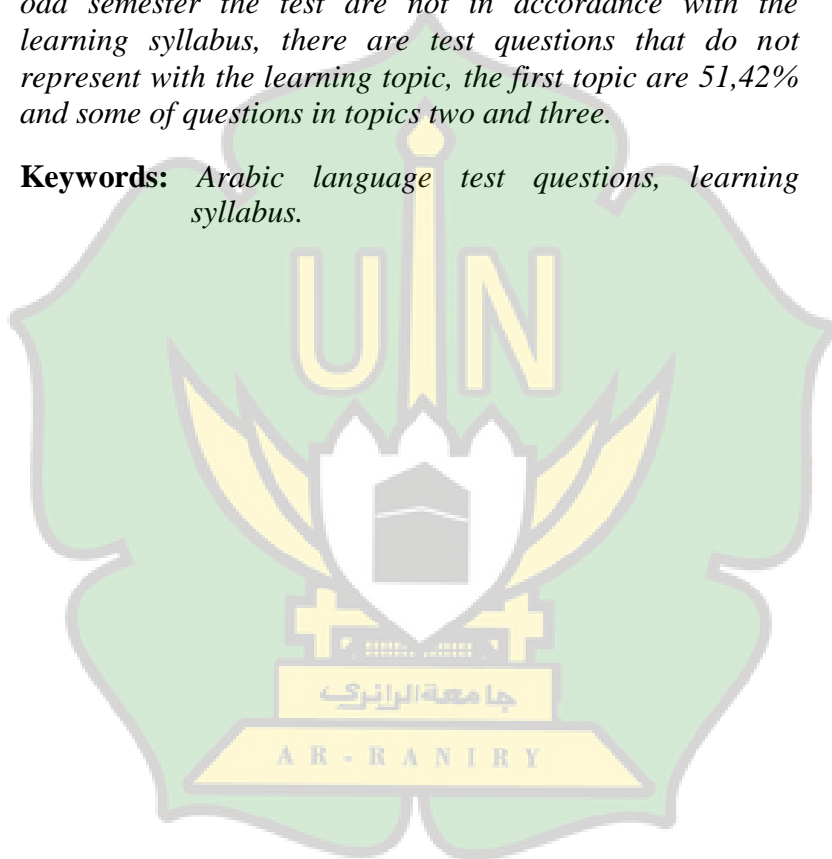 odd semester the test are not in accordance with the
learning syllabus, there are test questions that do not
represent with the learning topic, the first topic are 51,42%
and some of questions in topics two and three.
Keywords: Arabic language test questions, learning
syllabus.
UIN
جامعة الرانري
AR-RANIRY